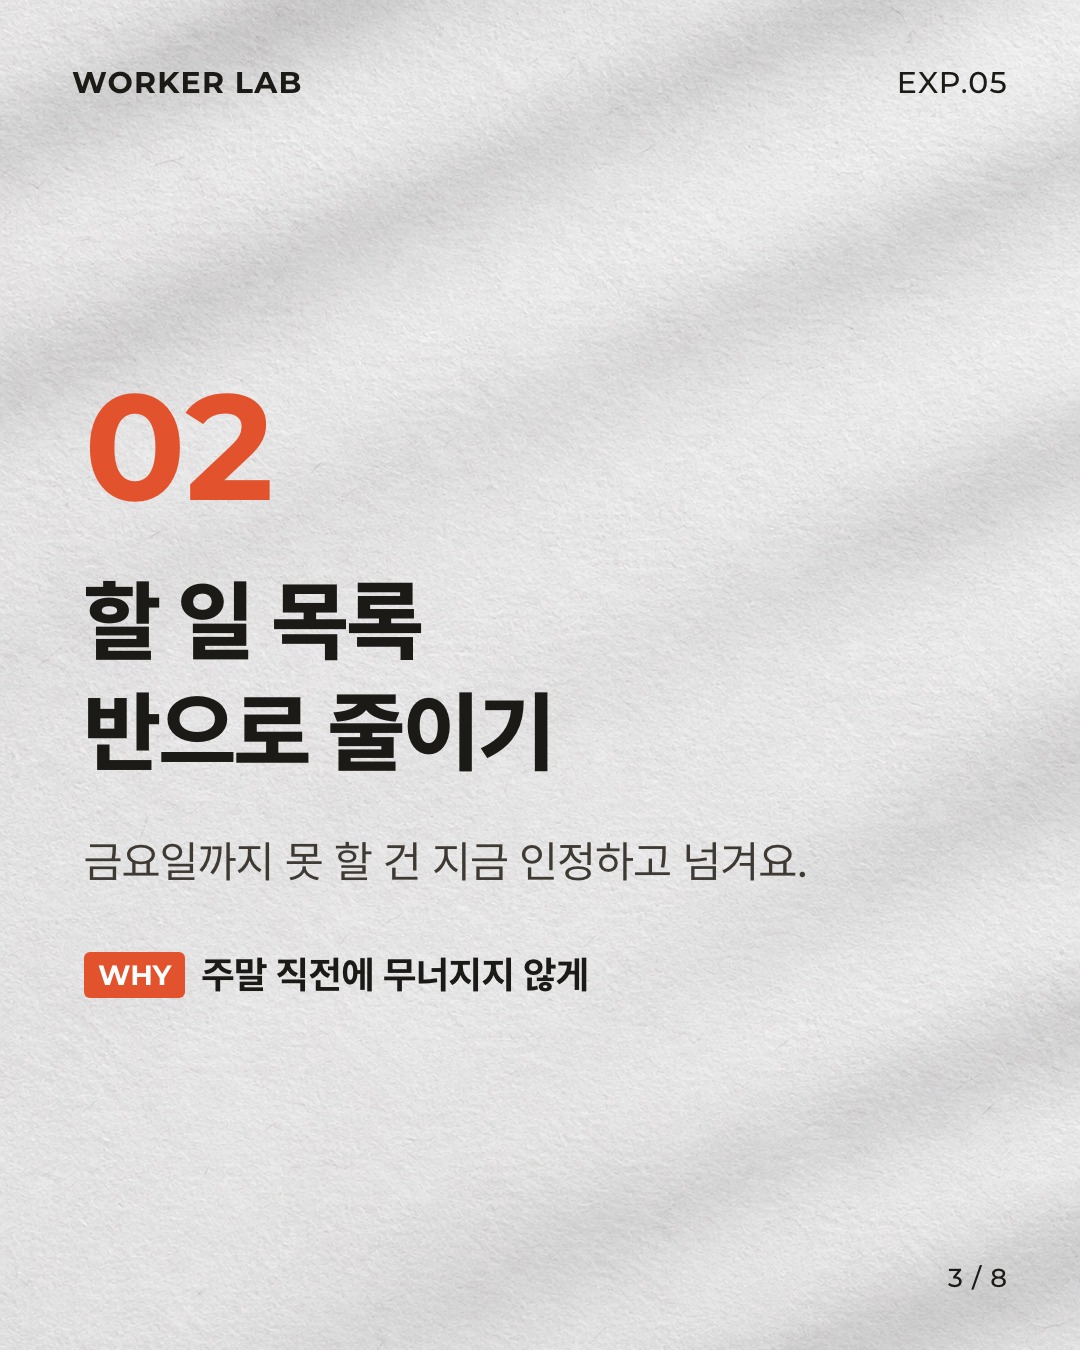 WORKER LAB
EXP.05
02
할 일 목록
반으로 줄이기
금요일까지 못 할 건 지금 인정하고 넘겨요.
WHY 주말 직전에 무너지지 않게
3 / 8